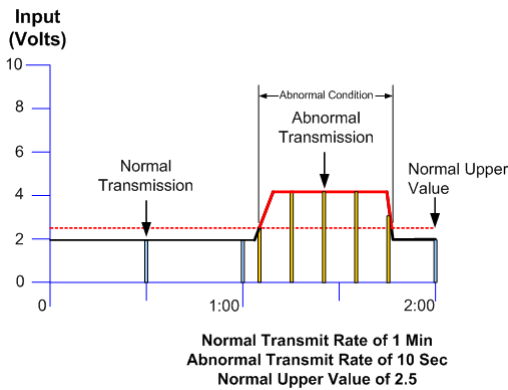 Input
(Volts)
10
8
6
4
2
0
Abnormal Condition
Abnormal
Transmission
Normal
Transmission
Normal Upper
Value
0
1:00
2:00
Normal Transmit Rate of 1 Min
Abnormal Transmit Rate of 10 Sec
Normal Upper Value of 2.5